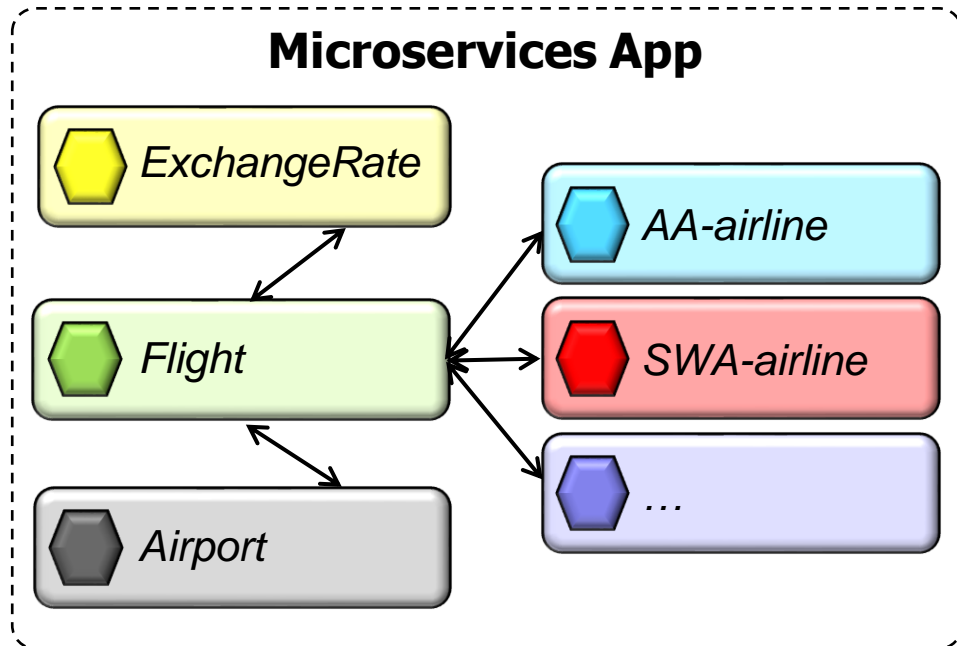 Microservices App
ExchangeRate
Flight
Airport
AA-airline
SWA-airline
…